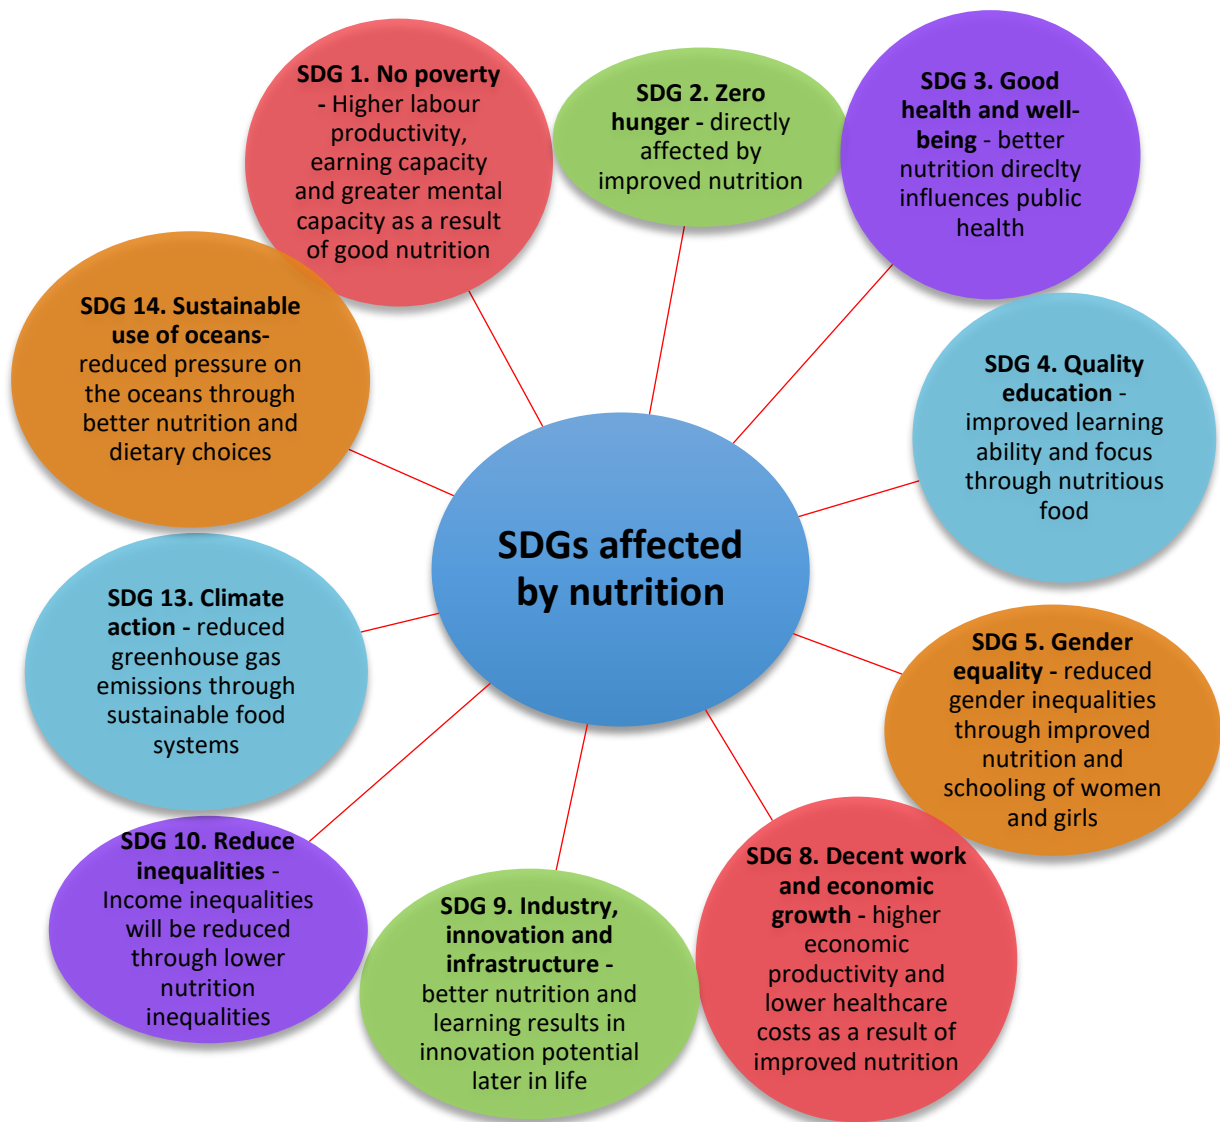 SDG 1. No poverty
- Higher labour
productivity,
earning capacity
and greater mental
capacity as a result
of good nutrition
SDG 2. Zero
hunger - directly
affected by
improved nutrition
SDG 3. Good
health and well-
being - better
nutrition direclty
influences public
health
SDG 4. Quality
education -
improved learning
ability and focus
through nutritious
food
SDG 5. Gender
equality - reduced
gender inequalities
through improved
nutrition and
schooling of women
and girls
SDG 8. Decent work
and economic
growth - higher
economic
productivity and
lower healthcare
costs as a result of
improved nutrition
SDG 9. Industry,
innovation and
infrastructure -
better nutrition and
learning results in
innovation potential
later in life
SDG 10. Reduce
inequalities -
Income inequalities
will be reduced
through lower
nutrition
inequalities
SDG 13. Climate
action - reduced
greenhouse gas
emissions through
sustainable food
systems
SDG 14. Sustainable
use of oceans-
reduced pressure on
the oceans through
better nutrition and
dietary choices
SDGs affected
by nutrition